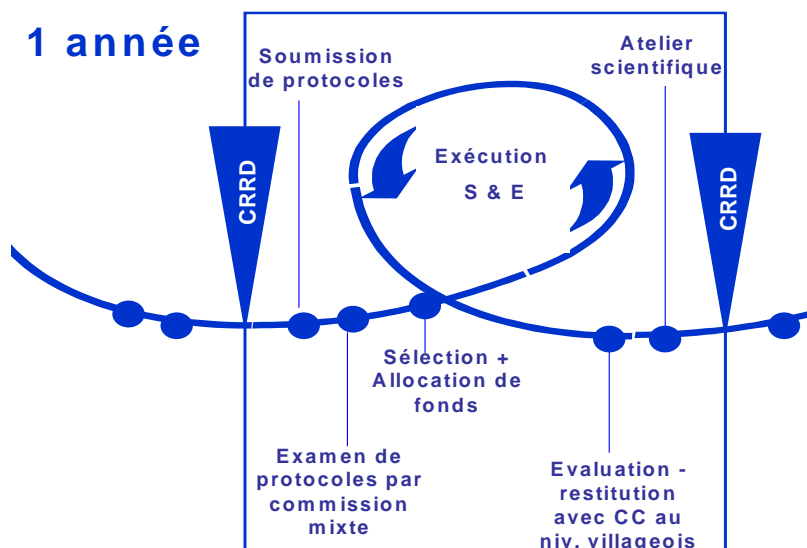 1 année
Soumission
de protocoles
Atelier
scientifique
CRRD
Exécution
S & E
CRRD
Sélection +
Allocation de
fonds
Examen de
protocoles par
commission
mixte
Evaluation -
restitution
avec CC au
niv. villageois